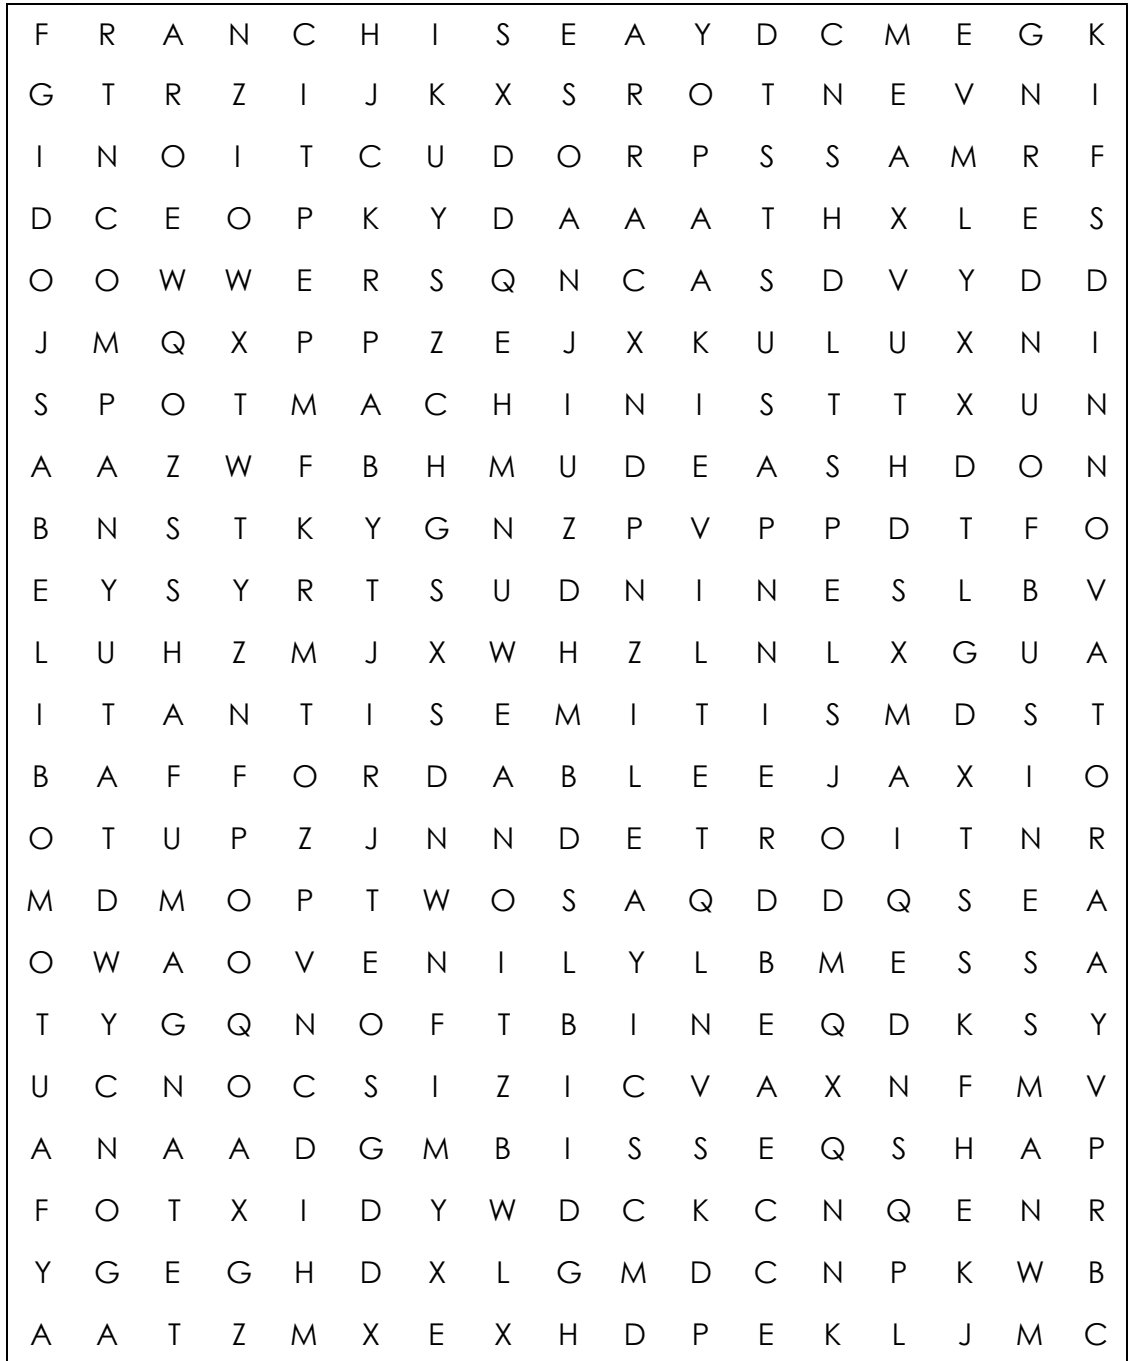 F R A N C H I S E A Y D C M E G K
G T R Z I J K X S R O T N E V N I
I N O I T C U D O R P S S A M R F
D C E O P K Y D A A A T H X L E S
O O W W E R S Q N C A S D V Y D D
J M Q X P P Z E J X K U L U X N I
S P O T M A C H I N I S T T X U N
A A Z W F B H M U D E A S H D O N
B N S T K Y G N Z P V P P D T F O
E Y S Y R T S U D N I N E S L B V
L U H Z M J X W H Z L N L X G U A
I T A N T I S E M I T I S M D S T
B A F F O R D A B L E E J A X I O
O T U P Z J N N D E T R O I T N R
M D M O P T W O S A Q D D Q S E A
O W A O V E N I L Y L B M E S S A
T Y G Q N O F T B I N E Q D K S Y
U C N O C S I Z I C V A X N F M V
A N A A D G M B I S S E Q S H A P
F O T X I D Y W D C K C N Q E N R
Y G E G H D X L G M D C N P K W B
A A T Z M X E X H D P E K L J M C